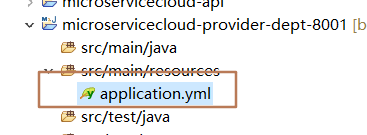 microservicecloud-api
microservicecloud-provider-dept-8001 [b
src/main/java
src/main/resources
application.yml
src/test/java